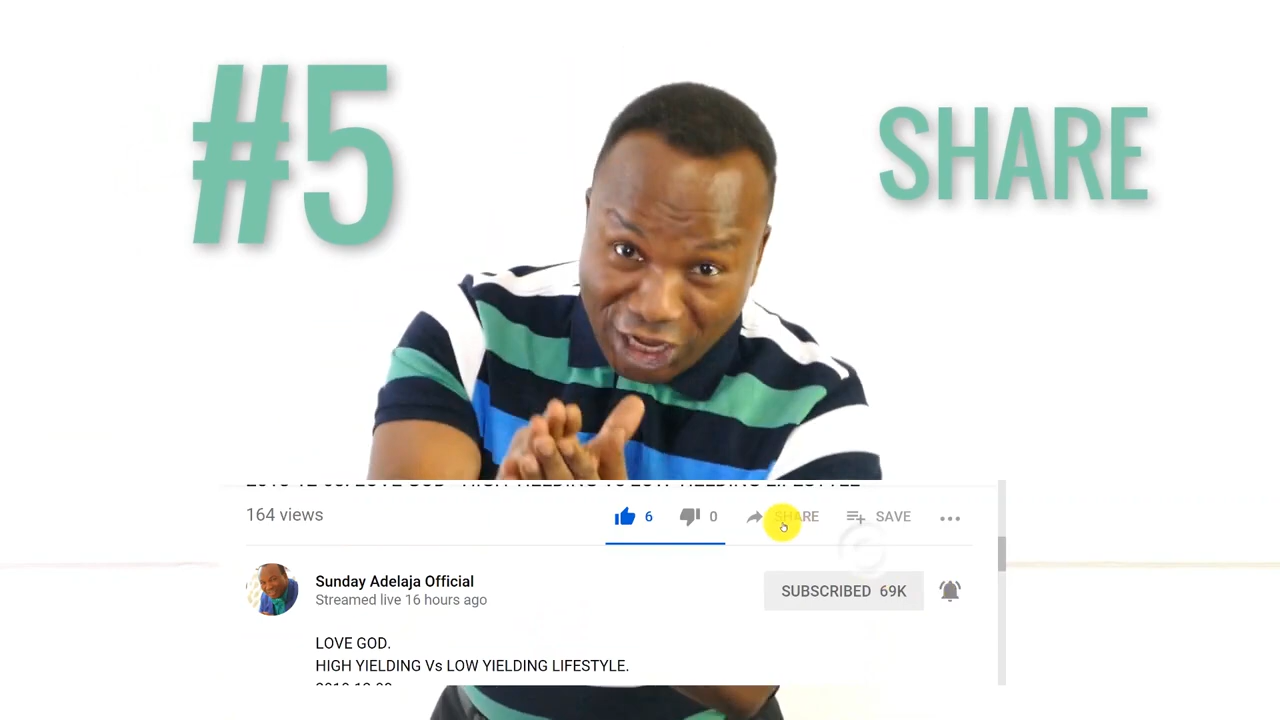 #5
SHARE
164 views
6
0
SHARE
SAVE
Sunday Adelaja Official
Streamed live 16 hours ago
SUBSCRIBED 69K
LOVE GOD.
HIGH YIELDING Vs LOW YIELDING LIFESTYLE.